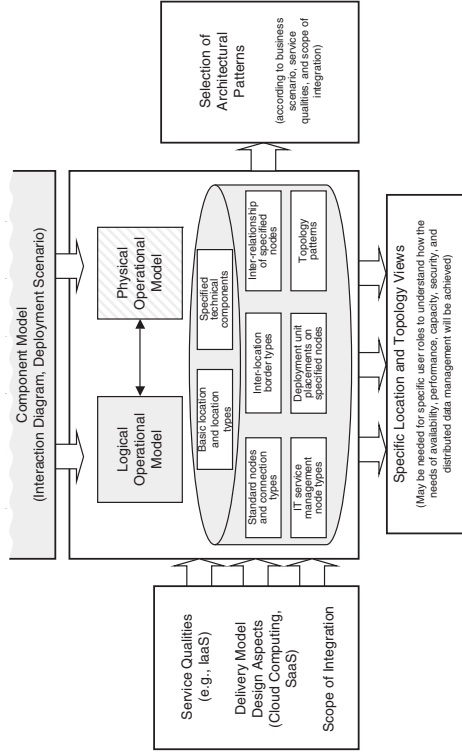 Component Model
(Interaction Diagram, Deployment Scenario)
Service Qualities
(e.g., IaaS)
Delivery Model
Design Aspects
(Cloud Computing,
SaaS)
Scope of Integration
Logical
Operational
Model
Physical
Operational
Model
Basic location and location
types
Specified
technical
components
Standard nodes
and connection
types
Inter-location
border types
Inter-relationship
of specified
nodes
IT service
management
node types
Deployment unit
placements on
specified nodes
Topology
patterns
Selection of
Architectural
Patterns
(according to business
scenario, service
qualities, and scope of
integration)
Specific Location and Topology Views
(May be needed for specific user roles to understand how the
needs of availability, performance, capacity, security, and
distributed data management will be achieved)